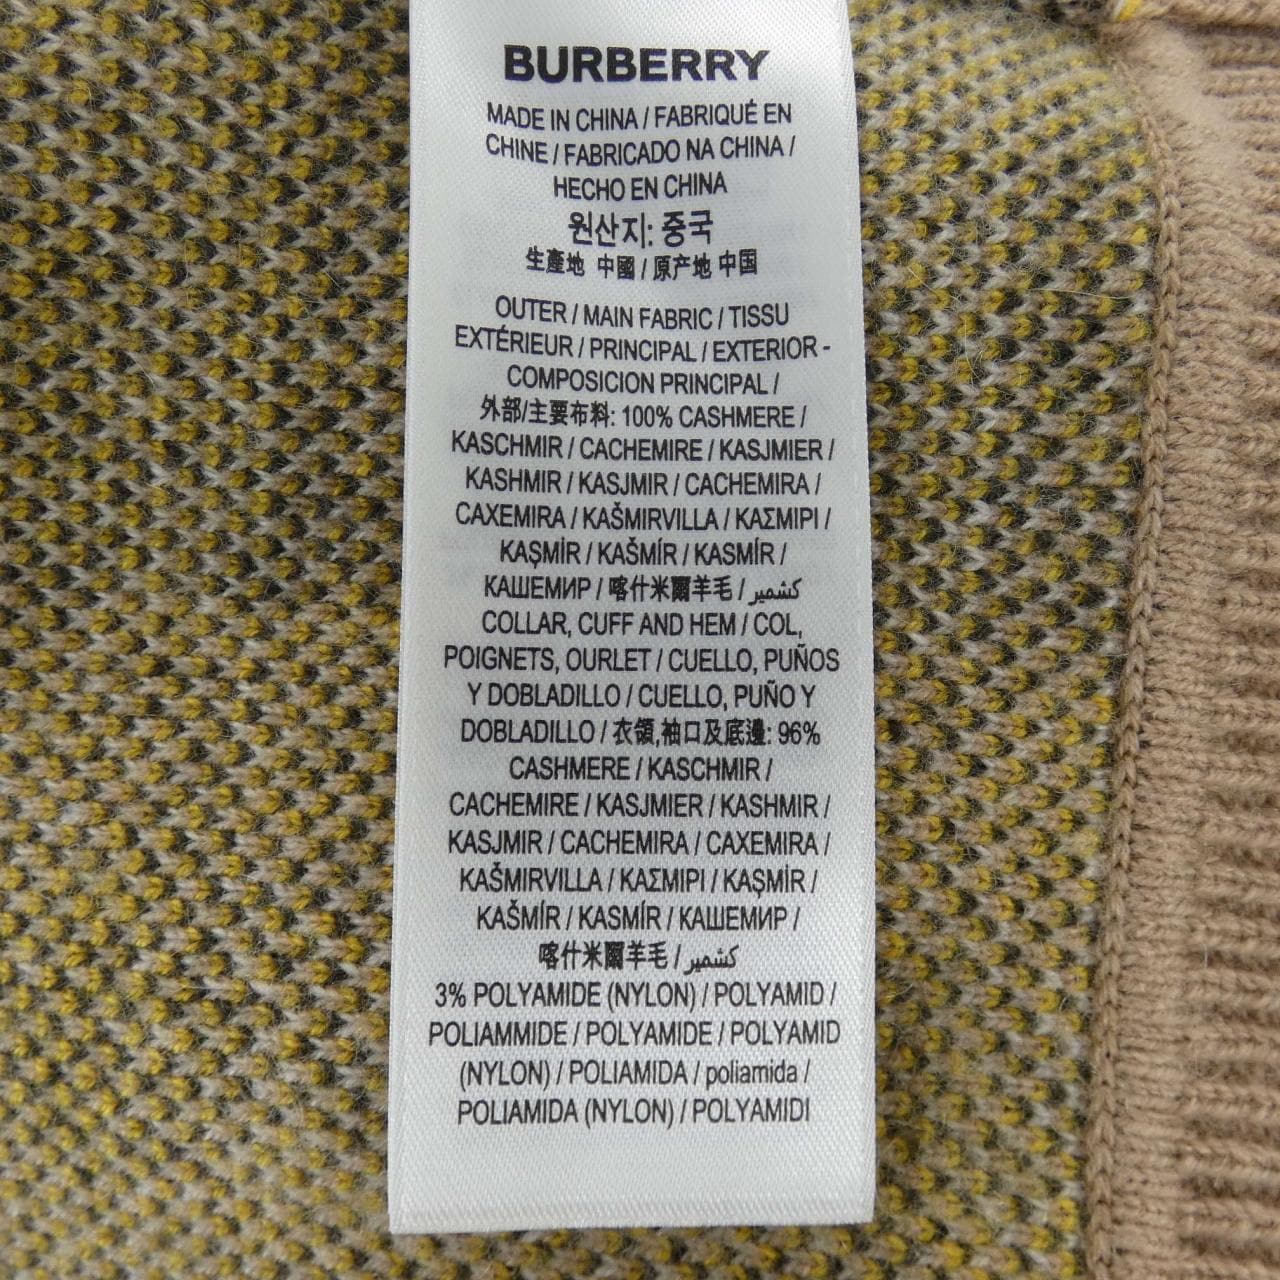 BURBERRY
MADE IN CHINA / FABRIQUÉ EN
CHINE / FABRICADO NA CHINA /
HECHO EN CHINA
원산지: 중국
生產地 中國 / 原产地 中国
OUTER / MAIN FABRIC / TISSU
EXTÉRIEUR / PRINCIPAL / EXTERIOR -
COMPOSICION PRINCIPAL /
外部/主要布料: 100% CASHMERE /
KASCHMIR / CACHEMIRE / KASJMIER /
KASHMIR / KASJMIR / CACHEMIRA /
CAXEMIRA / KAŠMIRVILLA / ΚΑΣΜΙΡΙ /
KAŞMİR / KAŠMÍR / KASMÍR /
КАШЕМИР / 喀什米爾羊毛 / كشمير
COLLAR, CUFF AND HEM / COL,
POIGNETS, OURLET / CUELLO, PUÑOS
Y DOBLADILLO / CUELLO, PUÑO Y
DOBLADILLO / 衣領,袖口及底邊: 96%
CASHMERE / KASCHMIR /
CACHEMIRE / KASJMIER / KASHMIR /
KASJMIR / CACHEMIRA / CAXEMIRA /
KAŠMIRVILLA / ΚΑΣΜΙΡΙ / KAŞMİR /
KAŠMÍR / KASMÍR / КАШЕМИР /
喀什米爾羊毛 / كشمير
3% POLYAMIDE (NYLON) / POLYAMID /
POLIAMMIDE / POLYAMIDE / POLYAMID
(NYLON) / POLIAMIDA / poliamida /
POLIAMIDA (NYLON) / POLYAMIDI